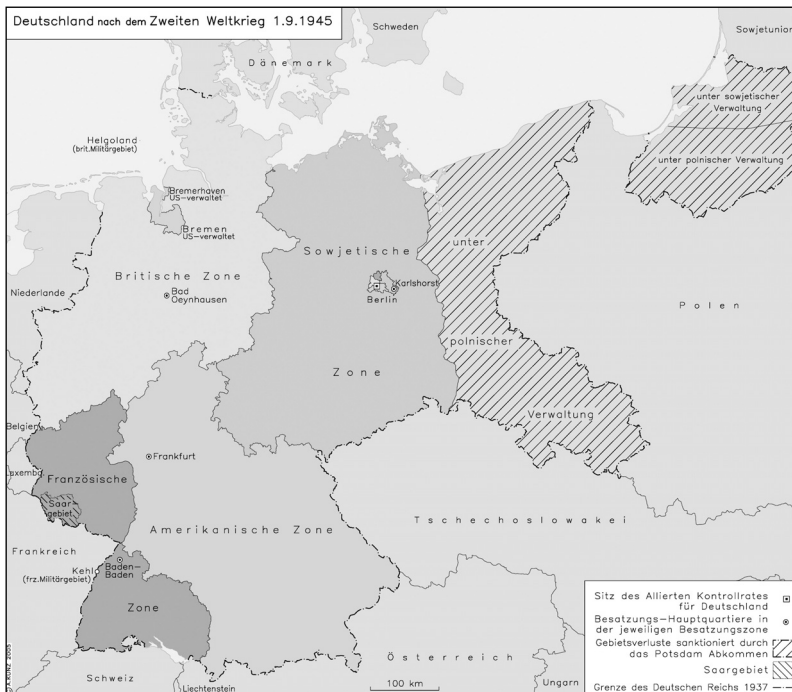 Deutschland nach dem Zweiten Weltkrieg 1.9.1945
Schweden
Sowjetunion
Dänemark
unter sowjetischer
Verwaltung
Helgoland
(brit.Militärgebiet)
unter polnischer Verwaltung
Bremerhaven
US-verwaltet
Bremen
US-verwaltet
unter
Sowjetische
Britische Zone
Karlshorst
Niederlande
Bad
Oeynhausen
Berlin
Polen
polnischer
Zone
Verwaltung
Belgien
Frankfurt
Luxembg.
Französische
Saar-
gebiet
Tschechoslowakei
Amerikanische Zone
Frankreich
Kehl
(frz.Militärgebiet)
Baden-
Baden
Zone
Sitz des Allierten Kontrollrates
für Deutschland
Besatzungs-Hauptquartiere in
der jeweiligen Besatzungszone
Gebietsverluste sanktioniert durch
das Potsdam Abkommen
Saargebiet
Grenze des Deutschen Reichs 1937
Österreich
Schweiz
Liechtenstein
100 km
Ungarn
©A.KUNZ 2005